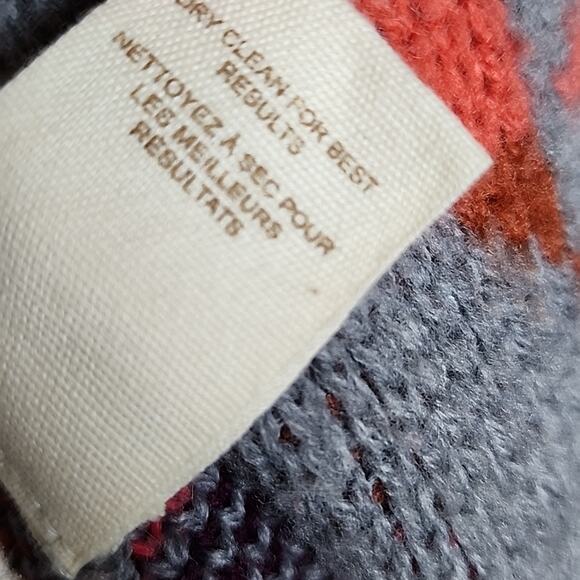 DRY CLEAN FOR BEST
RESULTS
NETTOYEZ À SEC POUR
LES MEILLEURS
RÉSULTATS